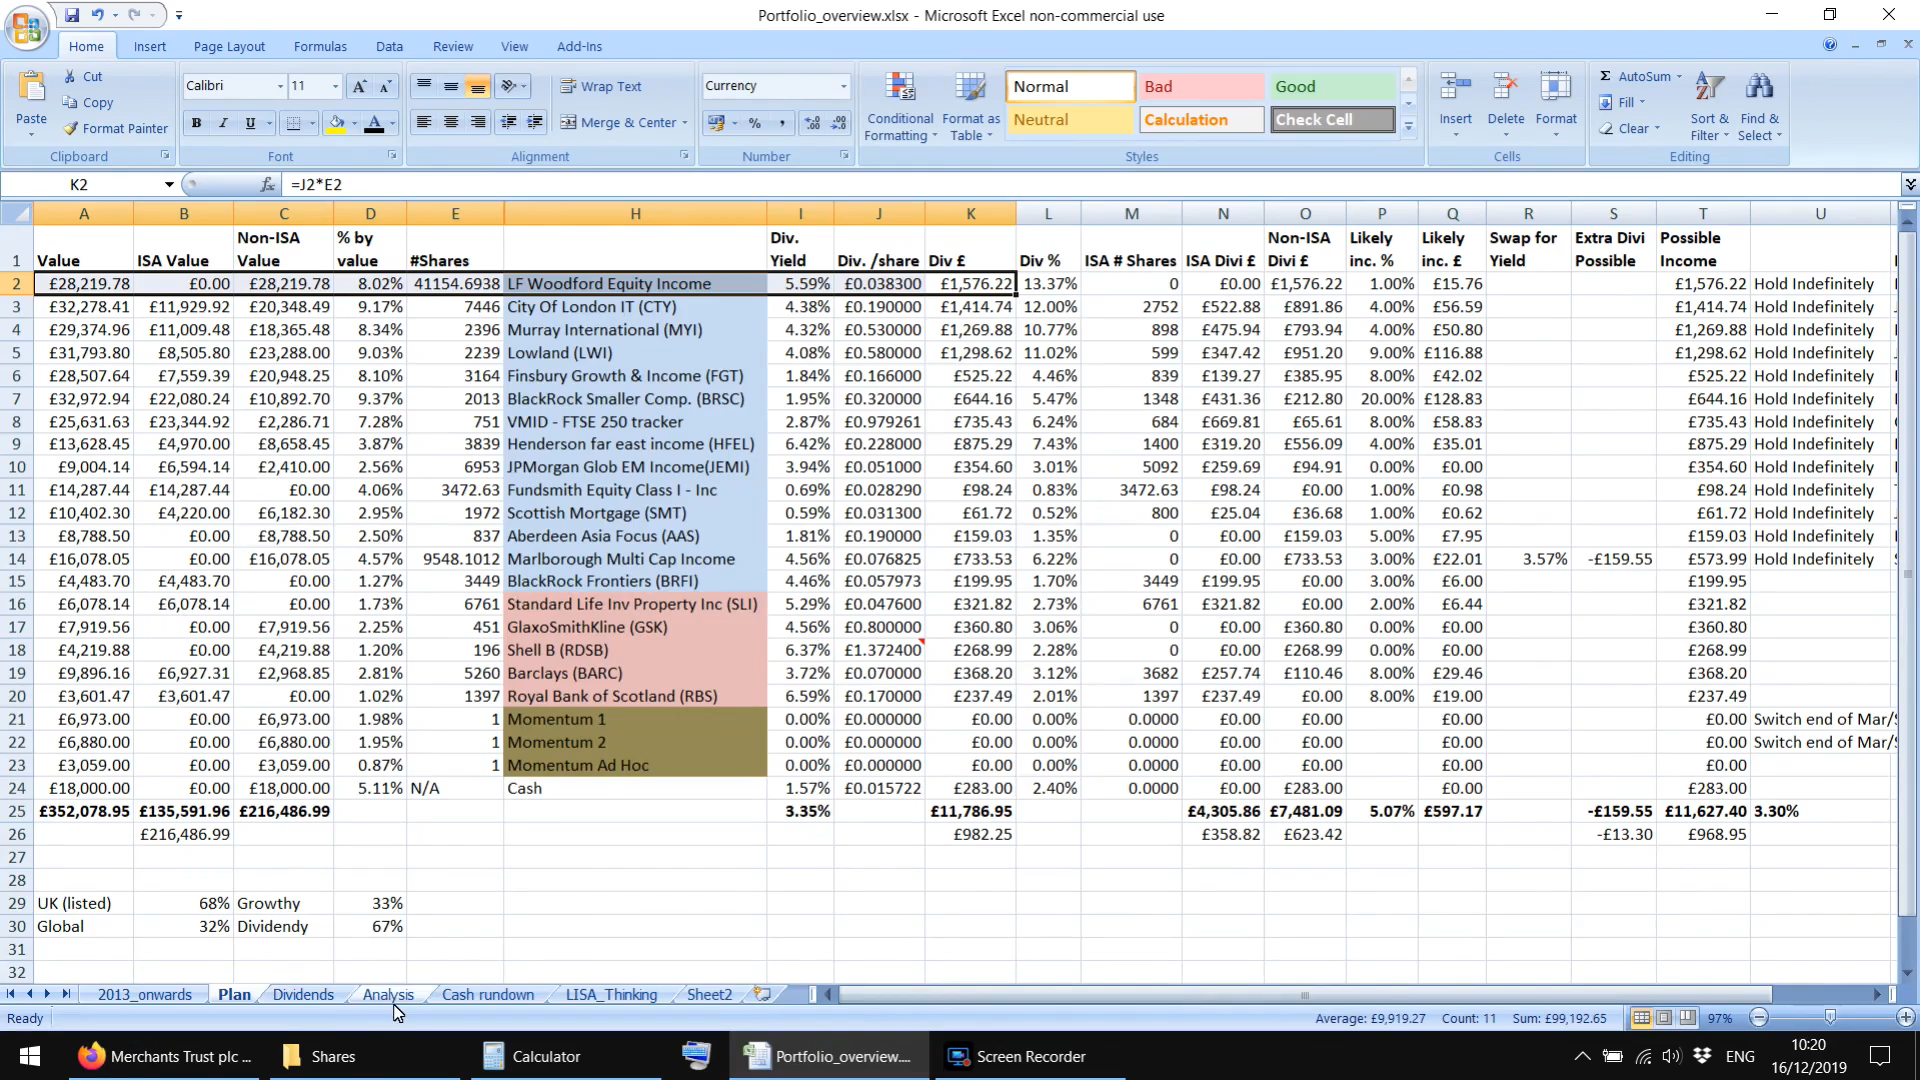 Portfolio_overview.xlsx - Microsoft Excel non-commercial use
Home Insert Page Layout Formulas Data Review View Add-Ins
Paste Cut Copy Format Painter Clipboard
Calibri 11 B I U Font
Wrap Text Merge & Center Alignment
Currency % , Number
Conditional Formatting Format as Table Normal Bad Good Neutral Calculation Check Cell Styles
Insert Delete Format Cells
Σ AutoSum Fill Clear Sort & Filter Find & Select Editing
K2 fx =J2*E2
A B C D E H I J K L M N O P Q R S T U
1 Value ISA Value Non-ISA Value % by value #Shares Div. Yield Div. /share Div £ Div % ISA # Shares ISA Divi £ Non-ISA Divi £ Likely inc. % Likely inc. £ Swap for Yield Extra Divi Possible Possible Income
2 £28,219.78 £0.00 £28,219.78 8.02% 41154.6938 LF Woodford Equity Income 5.59% £0.038300 £1,576.22 13.37% 0 £0.00 £1,576.22 1.00% £15.76 £1,576.22 Hold Indefinitely
3 £32,278.41 £11,929.92 £20,348.49 9.17% 7446 City Of London IT (CTY) 4.38% £0.190000 £1,414.74 12.00% 2752 £522.88 £891.86 4.00% £56.59 £1,414.74 Hold Indefinitely
4 £29,374.96 £11,009.48 £18,365.48 8.34% 2396 Murray International (MYI) 4.32% £0.530000 £1,269.88 10.77% 898 £475.94 £793.94 4.00% £50.80 £1,269.88 Hold Indefinitely
5 £31,793.80 £8,505.80 £23,288.00 9.03% 2239 Lowland (LWI) 4.08% £0.580000 £1,298.62 11.02% 599 £347.42 £951.20 9.00% £116.88 £1,298.62 Hold Indefinitely
6 £28,507.64 £7,559.39 £20,948.25 8.10% 3164 Finsbury Growth & Income (FGT) 1.84% £0.166000 £525.22 4.46% 839 £139.27 £385.95 8.00% £42.02 £525.22 Hold Indefinitely
7 £32,972.94 £22,080.24 £10,892.70 9.37% 2013 BlackRock Smaller Comp. (BRSC) 1.95% £0.320000 £644.16 5.47% 1348 £431.36 £212.80 20.00% £128.83 £644.16 Hold Indefinitely
8 £25,631.63 £23,344.92 £2,286.71 7.28% 751 VMID - FTSE 250 tracker 2.87% £0.979261 £735.43 6.24% 684 £669.81 £65.61 8.00% £58.83 £735.43 Hold Indefinitely
9 £13,628.45 £4,970.00 £8,658.45 3.87% 3839 Henderson far east income (HFEL) 6.42% £0.228000 £875.29 7.43% 1400 £319.20 £556.09 4.00% £35.01 £875.29 Hold Indefinitely
10 £9,004.14 £6,594.14 £2,410.00 2.56% 6953 JPMorgan Glob EM Income(JEMI) 3.94% £0.051000 £354.60 3.01% 5092 £259.69 £94.91 0.00% £0.00 £354.60 Hold Indefinitely
11 £14,287.44 £14,287.44 £0.00 4.06% 3472.63 Fundsmith Equity Class I - Inc 0.69% £0.028290 £98.24 0.83% 3472.63 £98.24 £0.00 1.00% £0.98 £98.24 Hold Indefinitely
12 £10,402.30 £4,220.00 £6,182.30 2.95% 1972 Scottish Mortgage (SMT) 0.59% £0.031300 £61.72 0.52% 800 £25.04 £36.68 1.00% £0.62 £61.72 Hold Indefinitely
13 £8,788.50 £0.00 £8,788.50 2.50% 837 Aberdeen Asia Focus (AAS) 1.81% £0.190000 £159.03 1.35% 0 £0.00 £159.03 5.00% £7.95 £159.03 Hold Indefinitely
14 £16,078.05 £0.00 £16,078.05 4.57% 9548.1012 Marlborough Multi Cap Income 4.56% £0.076825 £733.53 6.22% 0 £0.00 £733.53 3.00% £22.01 3.57% -£159.55 £573.99 Hold Indefinitely
15 £4,483.70 £4,483.70 £0.00 1.27% 3449 BlackRock Frontiers (BRFI) 4.46% £0.057973 £199.95 1.70% 3449 £199.95 £0.00 3.00% £6.00 £199.95
16 £6,078.14 £6,078.14 £0.00 1.73% 6761 Standard Life Inv Property Inc (SLI) 5.29% £0.047600 £321.82 2.73% 6761 £321.82 £0.00 2.00% £6.44 £321.82
17 £7,919.56 £0.00 £7,919.56 2.25% 451 GlaxoSmithKline (GSK) 4.56% £0.800000 £360.80 3.06% 0 £0.00 £360.80 0.00% £0.00 £360.80
18 £4,219.88 £0.00 £4,219.88 1.20% 196 Shell B (RDSB) 6.37% £1.372400 £268.99 2.28% 0 £0.00 £268.99 0.00% £0.00 £268.99
19 £9,896.16 £6,927.31 £2,968.85 2.81% 5260 Barclays (BARC) 3.72% £0.070000 £368.20 3.12% 3682 £257.74 £110.46 8.00% £29.46 £368.20
20 £3,601.47 £3,601.47 £0.00 1.02% 1397 Royal Bank of Scotland (RBS) 6.59% £0.170000 £237.49 2.01% 1397 £237.49 £0.00 8.00% £19.00 £237.49
21 £6,973.00 £0.00 £6,973.00 1.98% 1 Momentum 1 0.00% £0.000000 £0.00 0.00% 0.0000 £0.00 £0.00 £0.00 £0.00 Switch end of Mar/S
22 £6,880.00 £0.00 £6,880.00 1.95% 1 Momentum 2 0.00% £0.000000 £0.00 0.00% 0.0000 £0.00 £0.00 £0.00 £0.00 Switch end of Mar/S
23 £3,059.00 £0.00 £3,059.00 0.87% 1 Momentum Ad Hoc 0.00% £0.000000 £0.00 0.00% 0.0000 £0.00 £0.00 £0.00 £0.00
24 £18,000.00 £0.00 £18,000.00 5.11% N/A Cash 1.57% £0.015722 £283.00 2.40% 0.0000 £0.00 £283.00 £0.00 £283.00
25 £352,078.95 £135,591.96 £216,486.99 3.35% £11,786.95 £4,305.86 £7,481.09 5.07% £597.17 -£159.55 £11,627.40 3.30%
26 £216,486.99 £982.25 £358.82 £623.42 -£13.30 £968.95
27
28
29 UK (listed) 68% Growthy 33%
30 Global 32% Dividendy 67%
31
32
2013_onwards Plan Dividends Analysis Cash rundown LISA_Thinking Sheet2
Ready Average: £9,919.27 Count: 11 Sum: £99,192.65 97%
Merchants Trust plc ... Shares Calculator Portfolio_overview.... Screen Recorder ENG 10:20
16/12/2019